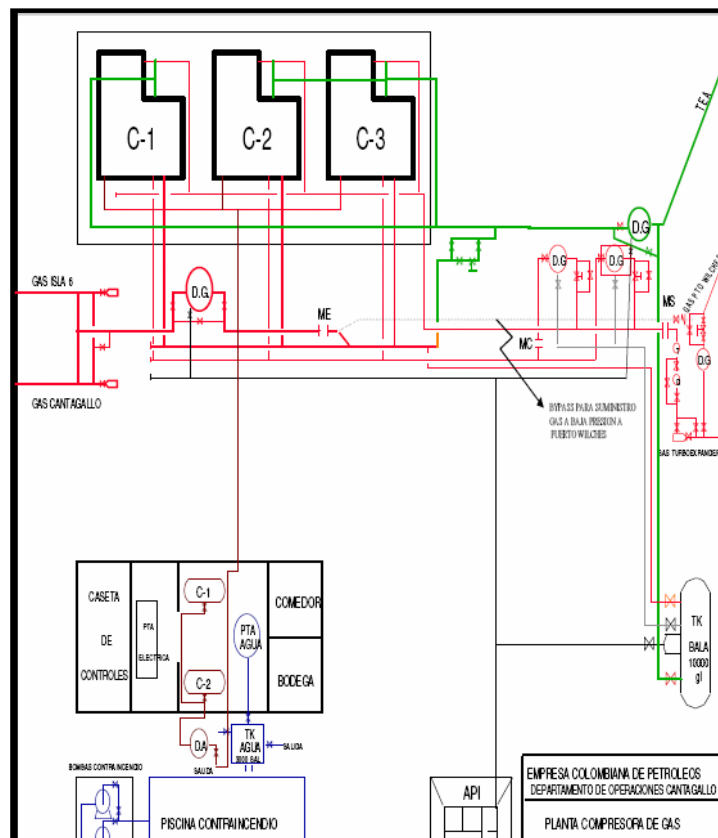 C-1
C-2
C-3
TEA
D.G
GAS ISLA 6
D.G.
D.G
D.G
MS
GAS PTO WILCHES
ME
MC
D.G
GAS CANTAGALLO
BYPASS PARA SUMINISTRO
GAS A BAJA PRESION A
PUERTO WILCHES
GAS TURBOEXPANDER
CASETA
DE
CONTROLES
PTA
ELECTRICA
C-1
C-2
PTA
AGUA
COMEDOR
BODEGA
TK
BALA
10000
gl
D.A
SALIDA
TK
AGUA
SALIDA
BOMBAS CONTRAINCENDIO
PISCINA CONTRAINCENDIO
API
EMPRESA COLOMBIANA DE PETROLEOS
DEPARTAMENTO DE OPERACIONES CANTAGALLO
PLANTA COMPRESORA DE GAS